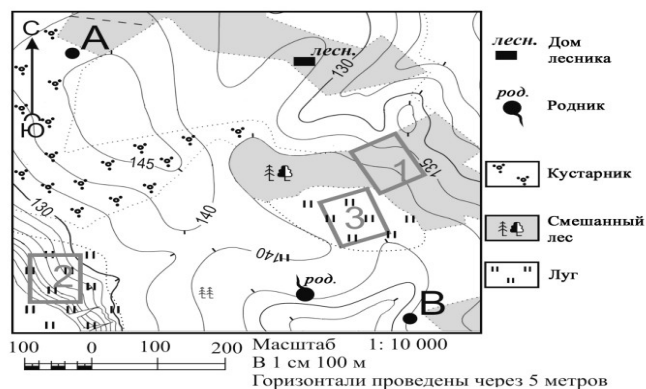 С
Ю
А
лесн.
130
145
140
1
135
3
130
2
140
род.
В
лесн.
Дом
лесника
род.
Родник
Кустарник
Смешанный
лес
Луг
100 0 100 200
Масштаб 1: 10 000
В 1 см 100 м
Горизонтали проведены через 5 метров